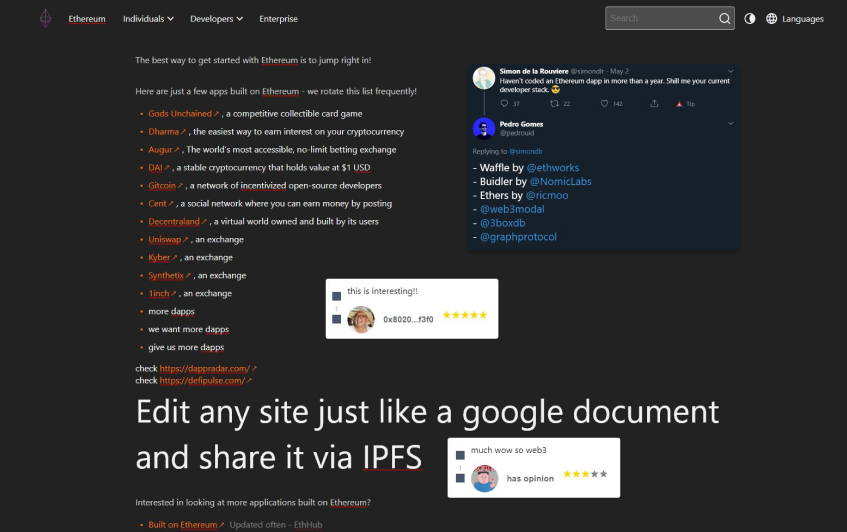 Ethereum Individuals Developers Enterprise Search Languages
The best way to get started with Ethereum is to jump right in!
Here are just a few apps built on Ethereum - we rotate this list frequently!
• Gods Unchained ↗ , a competitive collectible card game
• Dharma ↗ , the easiest way to earn interest on your cryptocurrency
• Augur ↗ , The world's most accessible, no-limit betting exchange
• DAI ↗ , a stable cryptocurrency that holds value at $1 USD
• Gitcoin ↗ , a network of incentivized open-source developers
• Cent ↗ , a social network where you can earn money by posting
• Decentraland ↗ , a virtual world owned and built by its users
• Uniswap ↗ , an exchange
• Kyber ↗ , an exchange
• Synthetix ↗ , an exchange
• 1inch ↗ , an exchange
• more dapps
• we want more dapps
• give us more dapps
check https://dappradar.com/ ↗
check https://defipulse.com/ ↗
Simon de la Rouviere @simondlr · May 2
Haven't coded an Ethereum dapp in more than a year. Shill me your current
developer stack. 😎
37 22 142 Tip
Pedro Gomes
@pedrouid
Replying to @simondlr
- Waffle by @ethworks
- Buidler by @NomicLabs
- Ethers by @ricmoo
- @web3modal
- @3boxdb
- @graphprotocol
this is interesting!!
1
0x8020...f3f0 ★★★★★
Edit any site just like a google document
and share it via IPFS
much wow so web3
1
has opinion ★★★★★
Interested in looking at more applications built on Ethereum?
• Built on Ethereum ↗ Updated often - EthHub